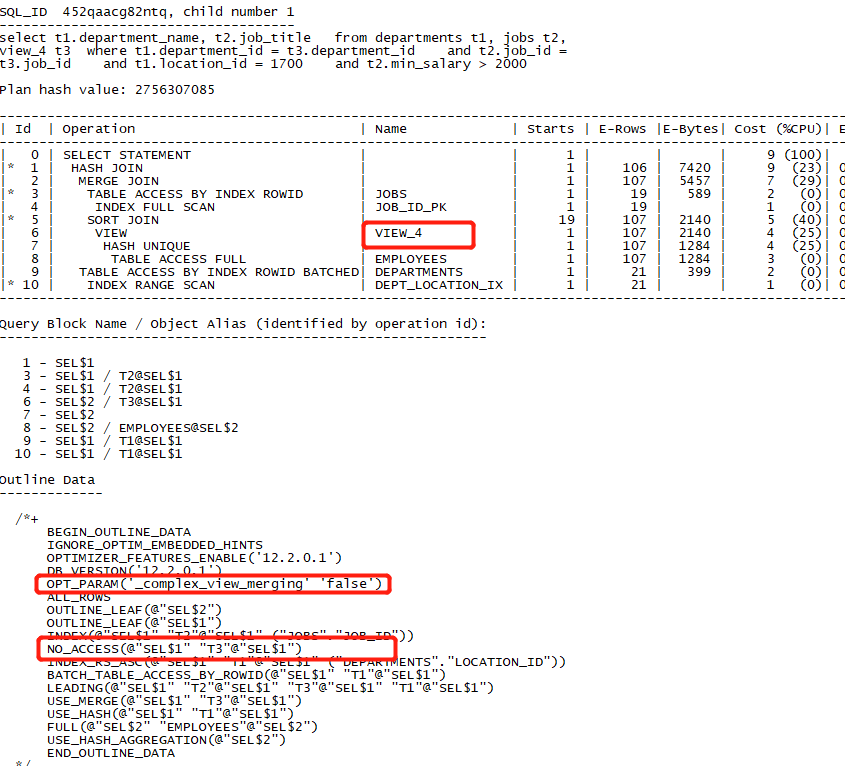 SQL_ID  452qaacg82ntq, child number 1
-------------------------------------
select t1.department_name, t2.job_title   from departments t1, jobs t2,
view_4 t3  where t1.department_id = t3.department_id    and t2.job_id =
t3.job_id    and t1.location_id = 1700    and t2.min_salary > 2000
Plan hash value: 2756307085
| Id  | Operation                             | Name             | Starts | E-Rows |E-Bytes| Cost (%CPU)| E
|   0 | SELECT STATEMENT                      |                  |      1 |        |       |     9 (100)|
|*  1 |  HASH JOIN                            |                  |      1 |    106 |  7420 |     9  (23)| 0
|   2 |   MERGE JOIN                          |                  |      1 |    107 |  5457 |     7  (29)| 0
|*  3 |    TABLE ACCESS BY INDEX ROWID        | JOBS             |      1 |     19 |   589 |     2   (0)| 0
|   4 |     INDEX FULL SCAN                   | JOB_ID_PK        |      1 |     19 |       |     1   (0)| 0
|*  5 |    SORT JOIN                          |                  |     19 |    107 |  2140 |     5  (40)| 0
|   6 |     VIEW                              | VIEW_4           |      1 |    107 |  2140 |     4  (25)| 0
|   7 |      HASH UNIQUE                      |                  |      1 |    107 |  1284 |     4  (25)| 0
|   8 |       TABLE ACCESS FULL               | EMPLOYEES        |      1 |    107 |  1284 |     3   (0)| 0
|   9 |   TABLE ACCESS BY INDEX ROWID BATCHED| DEPARTMENTS      |      1 |     21 |   399 |     2   (0)| 0
|* 10 |    INDEX RANGE SCAN                   | DEPT_LOCATION_IX |      1 |     21 |       |     1   (0)| 0
Query Block Name / Object Alias (identified by operation id):
-------------------------------------------------------------
1 - SEL$1
3 - SEL$1 / T2@SEL$1
4 - SEL$1 / T2@SEL$1
6 - SEL$2 / T3@SEL$1
7 - SEL$2
8 - SEL$2 / EMPLOYEES@SEL$2
9 - SEL$1 / T1@SEL$1
10 - SEL$1 / T1@SEL$1
Outline Data
-------------
/*+
BEGIN_OUTLINE_DATA
IGNORE_OPTIM_EMBEDDED_HINTS
OPTIMIZER_FEATURES_ENABLE('12.2.0.1')
DB_VERSION('12.2.0.1')
OPT_PARAM('_complex_view_merging' 'false')
ALL_ROWS
OUTLINE_LEAF(@"SEL$2")
OUTLINE_LEAF(@"SEL$1")
INDEX(@"SEL$1" "T2"@"SEL$1" ("JOBS"."JOB_ID"))
NO_ACCESS(@"SEL$1" "T3"@"SEL$1")
INDEX_RS_ASC(@"SEL$1" "T1"@"SEL$1" ("DEPARTMENTS"."LOCATION_ID"))
BATCH_TABLE_ACCESS_BY_ROWID(@"SEL$1" "T1"@"SEL$1")
LEADING(@"SEL$1" "T2"@"SEL$1" "T3"@"SEL$1" "T1"@"SEL$1")
USE_MERGE(@"SEL$1" "T3"@"SEL$1")
USE_HASH(@"SEL$1" "T1"@"SEL$1")
FULL(@"SEL$2" "EMPLOYEES"@"SEL$2")
USE_HASH_AGGREGATION(@"SEL$2")
END_OUTLINE_DATA
*/